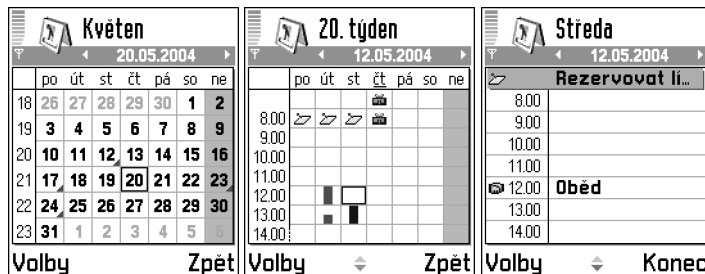 Květen
20.05.2004
po út st čt pá so ne
18 26 27 28 29 30 1 2
19 3 4 5 6 7 8 9
20 10 11 12 13 14 15 16
21 17 18 19 20 21 22 23
22 24 25 26 27 28 29 30
23 31 1 2 3 4 5 6
Volby Zpět
20. týden
12.05.2004
po út st čt pá so ne
8.00
9.00
10.00
11.00
12.00
13.00
14.00
Volby Zpět
Středa
12.05.2004
Rezervovat lí...
8.00
9.00
10.00
11.00
12.00 Oběd
13.00
14.00
Volby Konec